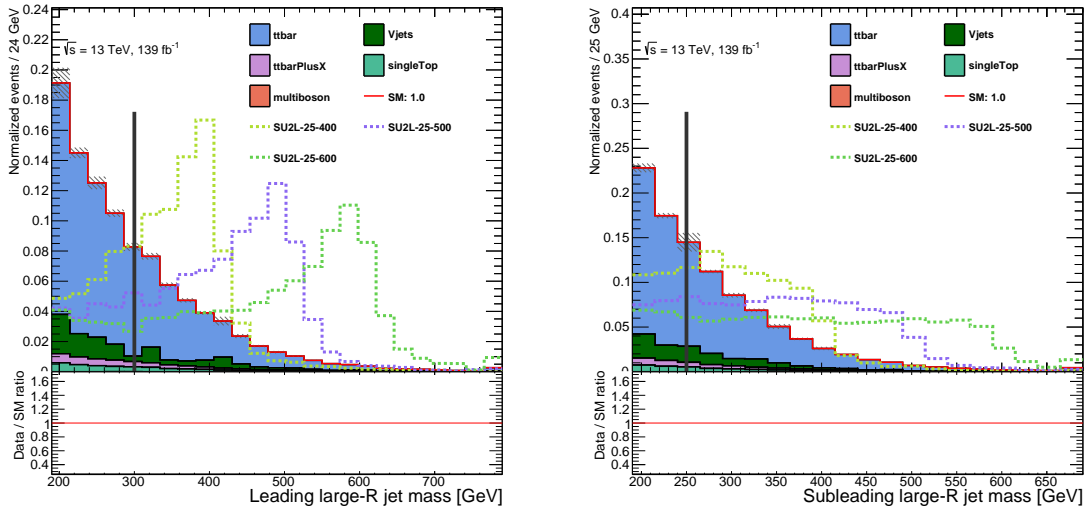 0.24
0.22
0.2
0.18
0.16
0.14
0.12
0.1
0.08
0.06
0.04
0.02
0
Normalized events / 24 GeV
√s = 13 TeV, 139 fb⁻¹
ttbar
Vjets
ttbarPlusX
singleTop
multiboson
SM: 1.0
SU2L-25-400
SU2L-25-500
SU2L-25-600
1.6
1.4
1.2
1
0.8
0.6
0.4
Data / SM ratio
200 300 400 500 600 700
Leading large-R jet mass [GeV]
0.4
0.35
0.3
0.25
0.2
0.15
0.1
0.05
0
Normalized events / 25 GeV
√s = 13 TeV, 139 fb⁻¹
ttbar
Vjets
ttbarPlusX
singleTop
multiboson
SM: 1.0
SU2L-25-400
SU2L-25-500
SU2L-25-600
1.6
1.4
1.2
1
0.8
0.6
0.4
Data / SM ratio
200 250 300 350 400 450 500 550 600 650
Subleading large-R jet mass [GeV]